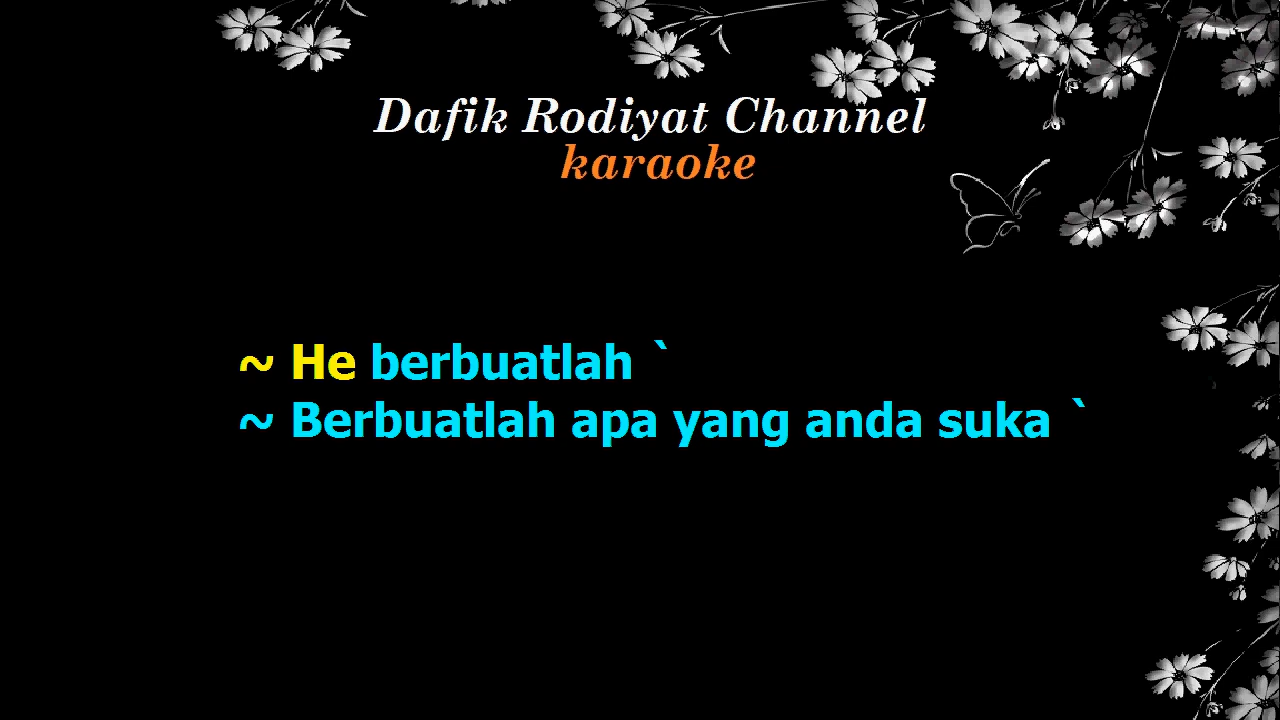 Dafik Rodiyat Channel
karaoke
~ He berbuatlah `
~ Berbuatlah apa yang anda suka `